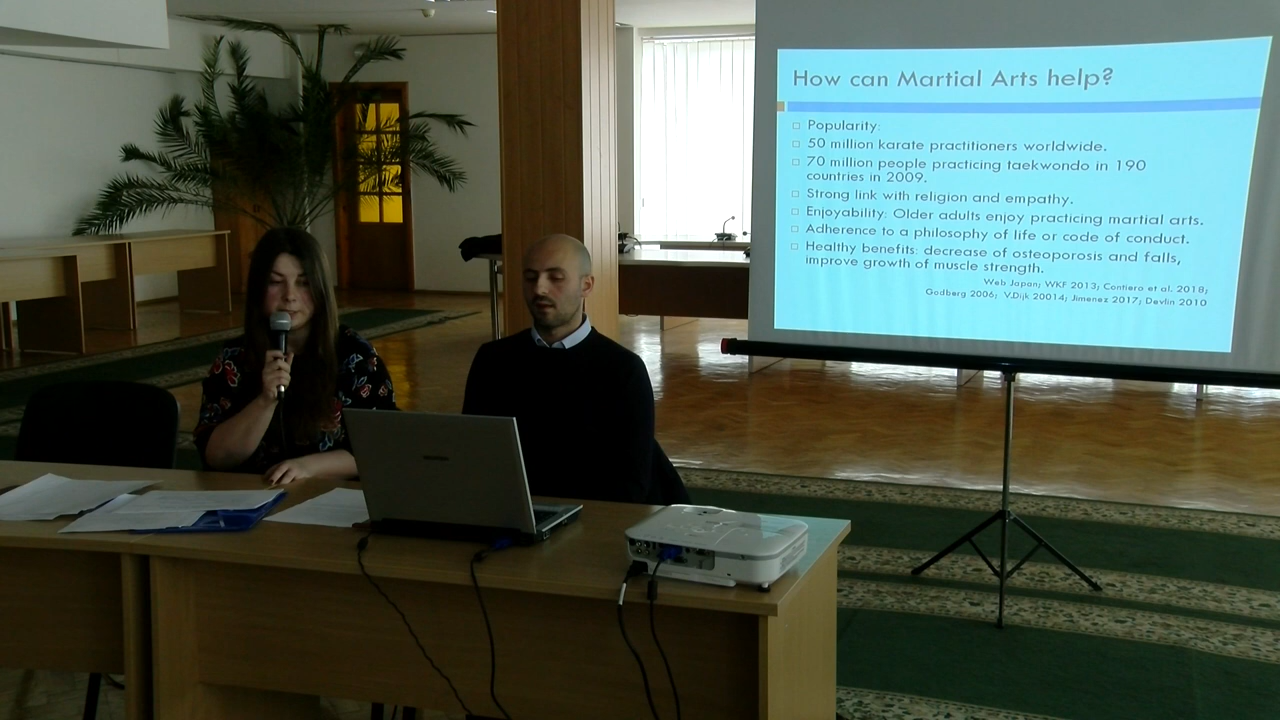 How can Martial Arts help?
Popularity:
50 million karate practitioners worldwide.
70 million people practicing taekwondo in 190
countries in 2009.
Strong link with religion and empathy.
Enjoyability: Older adults enjoy practicing martial arts.
Adherence to a philosophy of life or code of conduct.
Healthy benefits: decrease of osteoporosis and falls,
improve growth of muscle strength.
Web Japan; WKF 2013; Contiero et al. 2018;
Godberg 2006; V.Dijk 20014; Jimenez 2017; Devlin 2010